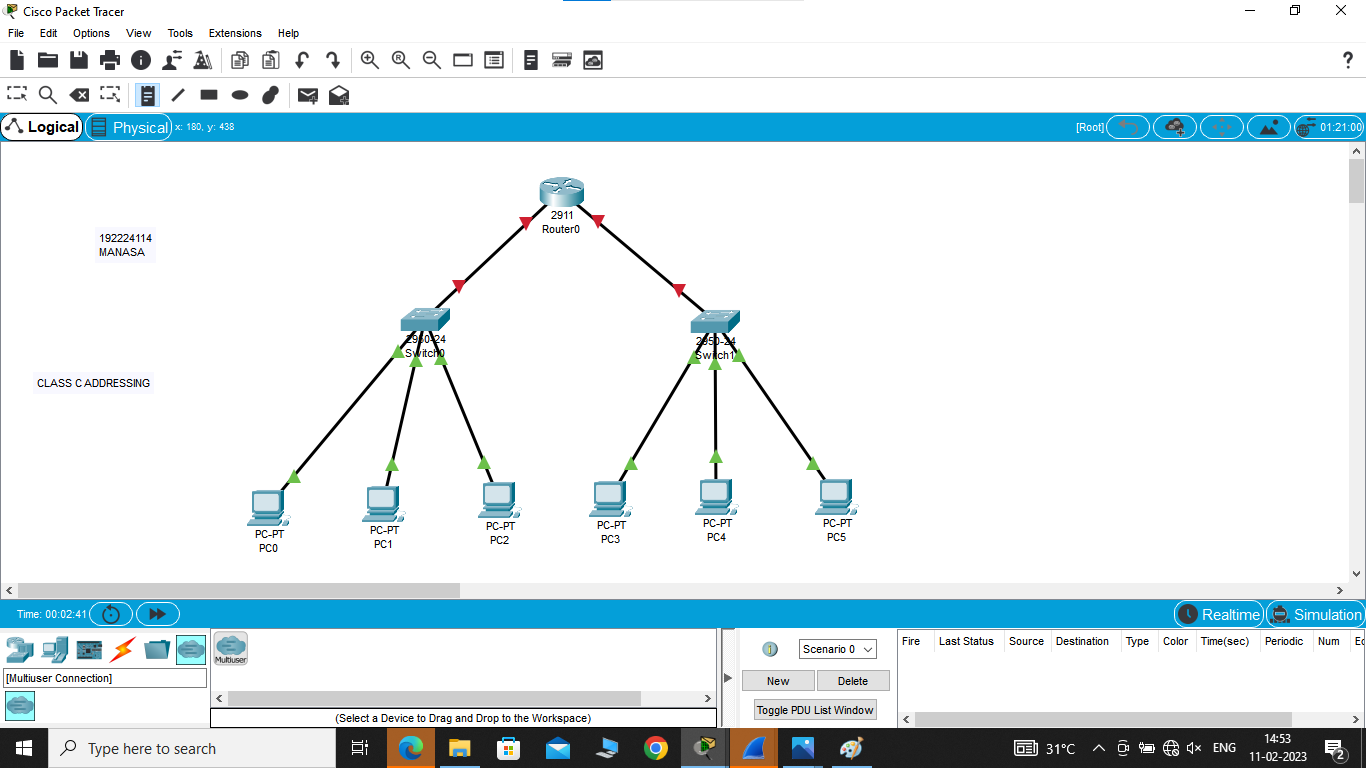 Cisco Packet Tracer
File Edit Options View Tools Extensions Help
?
Logical Physical x: 180, y: 438 [Root] 01:21:00
2911
Router0
192224114
MANASA
2950-24
Switch0
2950-24
Switch1
CLASS C ADDRESSING
PC-PT
PC0
PC-PT
PC1
PC-PT
PC2
PC-PT
PC3
PC-PT
PC4
PC-PT
PC5
Time: 00:02:41 Realtime Simulation
Multiuser
[Multiuser Connection]
(Select a Device to Drag and Drop to the Workspace)
Scenario 0
New Delete
Toggle PDU List Window
Fire Last Status Source Destination Type Color Time(sec) Periodic Num Ec
Type here to search
31°C ENG
14:53
11-02-2023
2